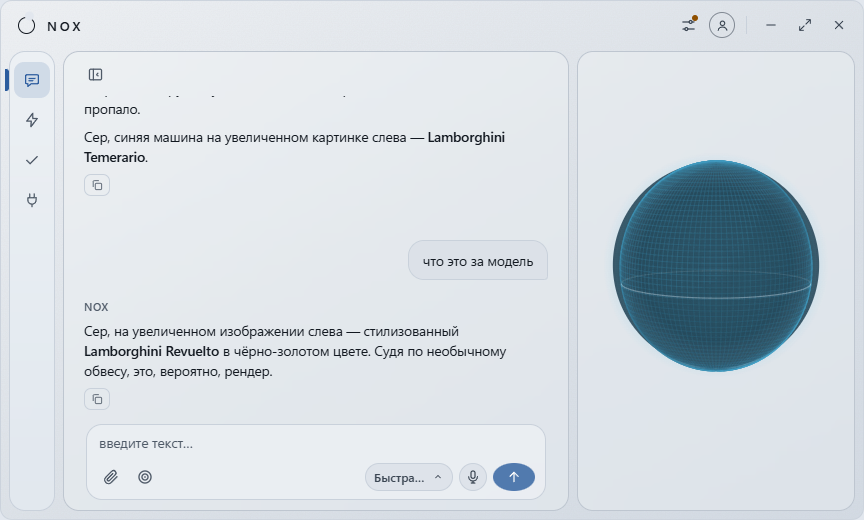 NOX
пропало.
Сер, синяя машина на увеличенном картинке слева — Lamborghini
Temerario.
что это за модель
NOX
Сер, на увеличенном изображении слева — стилизованный
Lamborghini Revuelto в чёрно-золотом цвете. Судя по необычному
обвесу, это, вероятно, рендер.
введите текст...
Быстра...